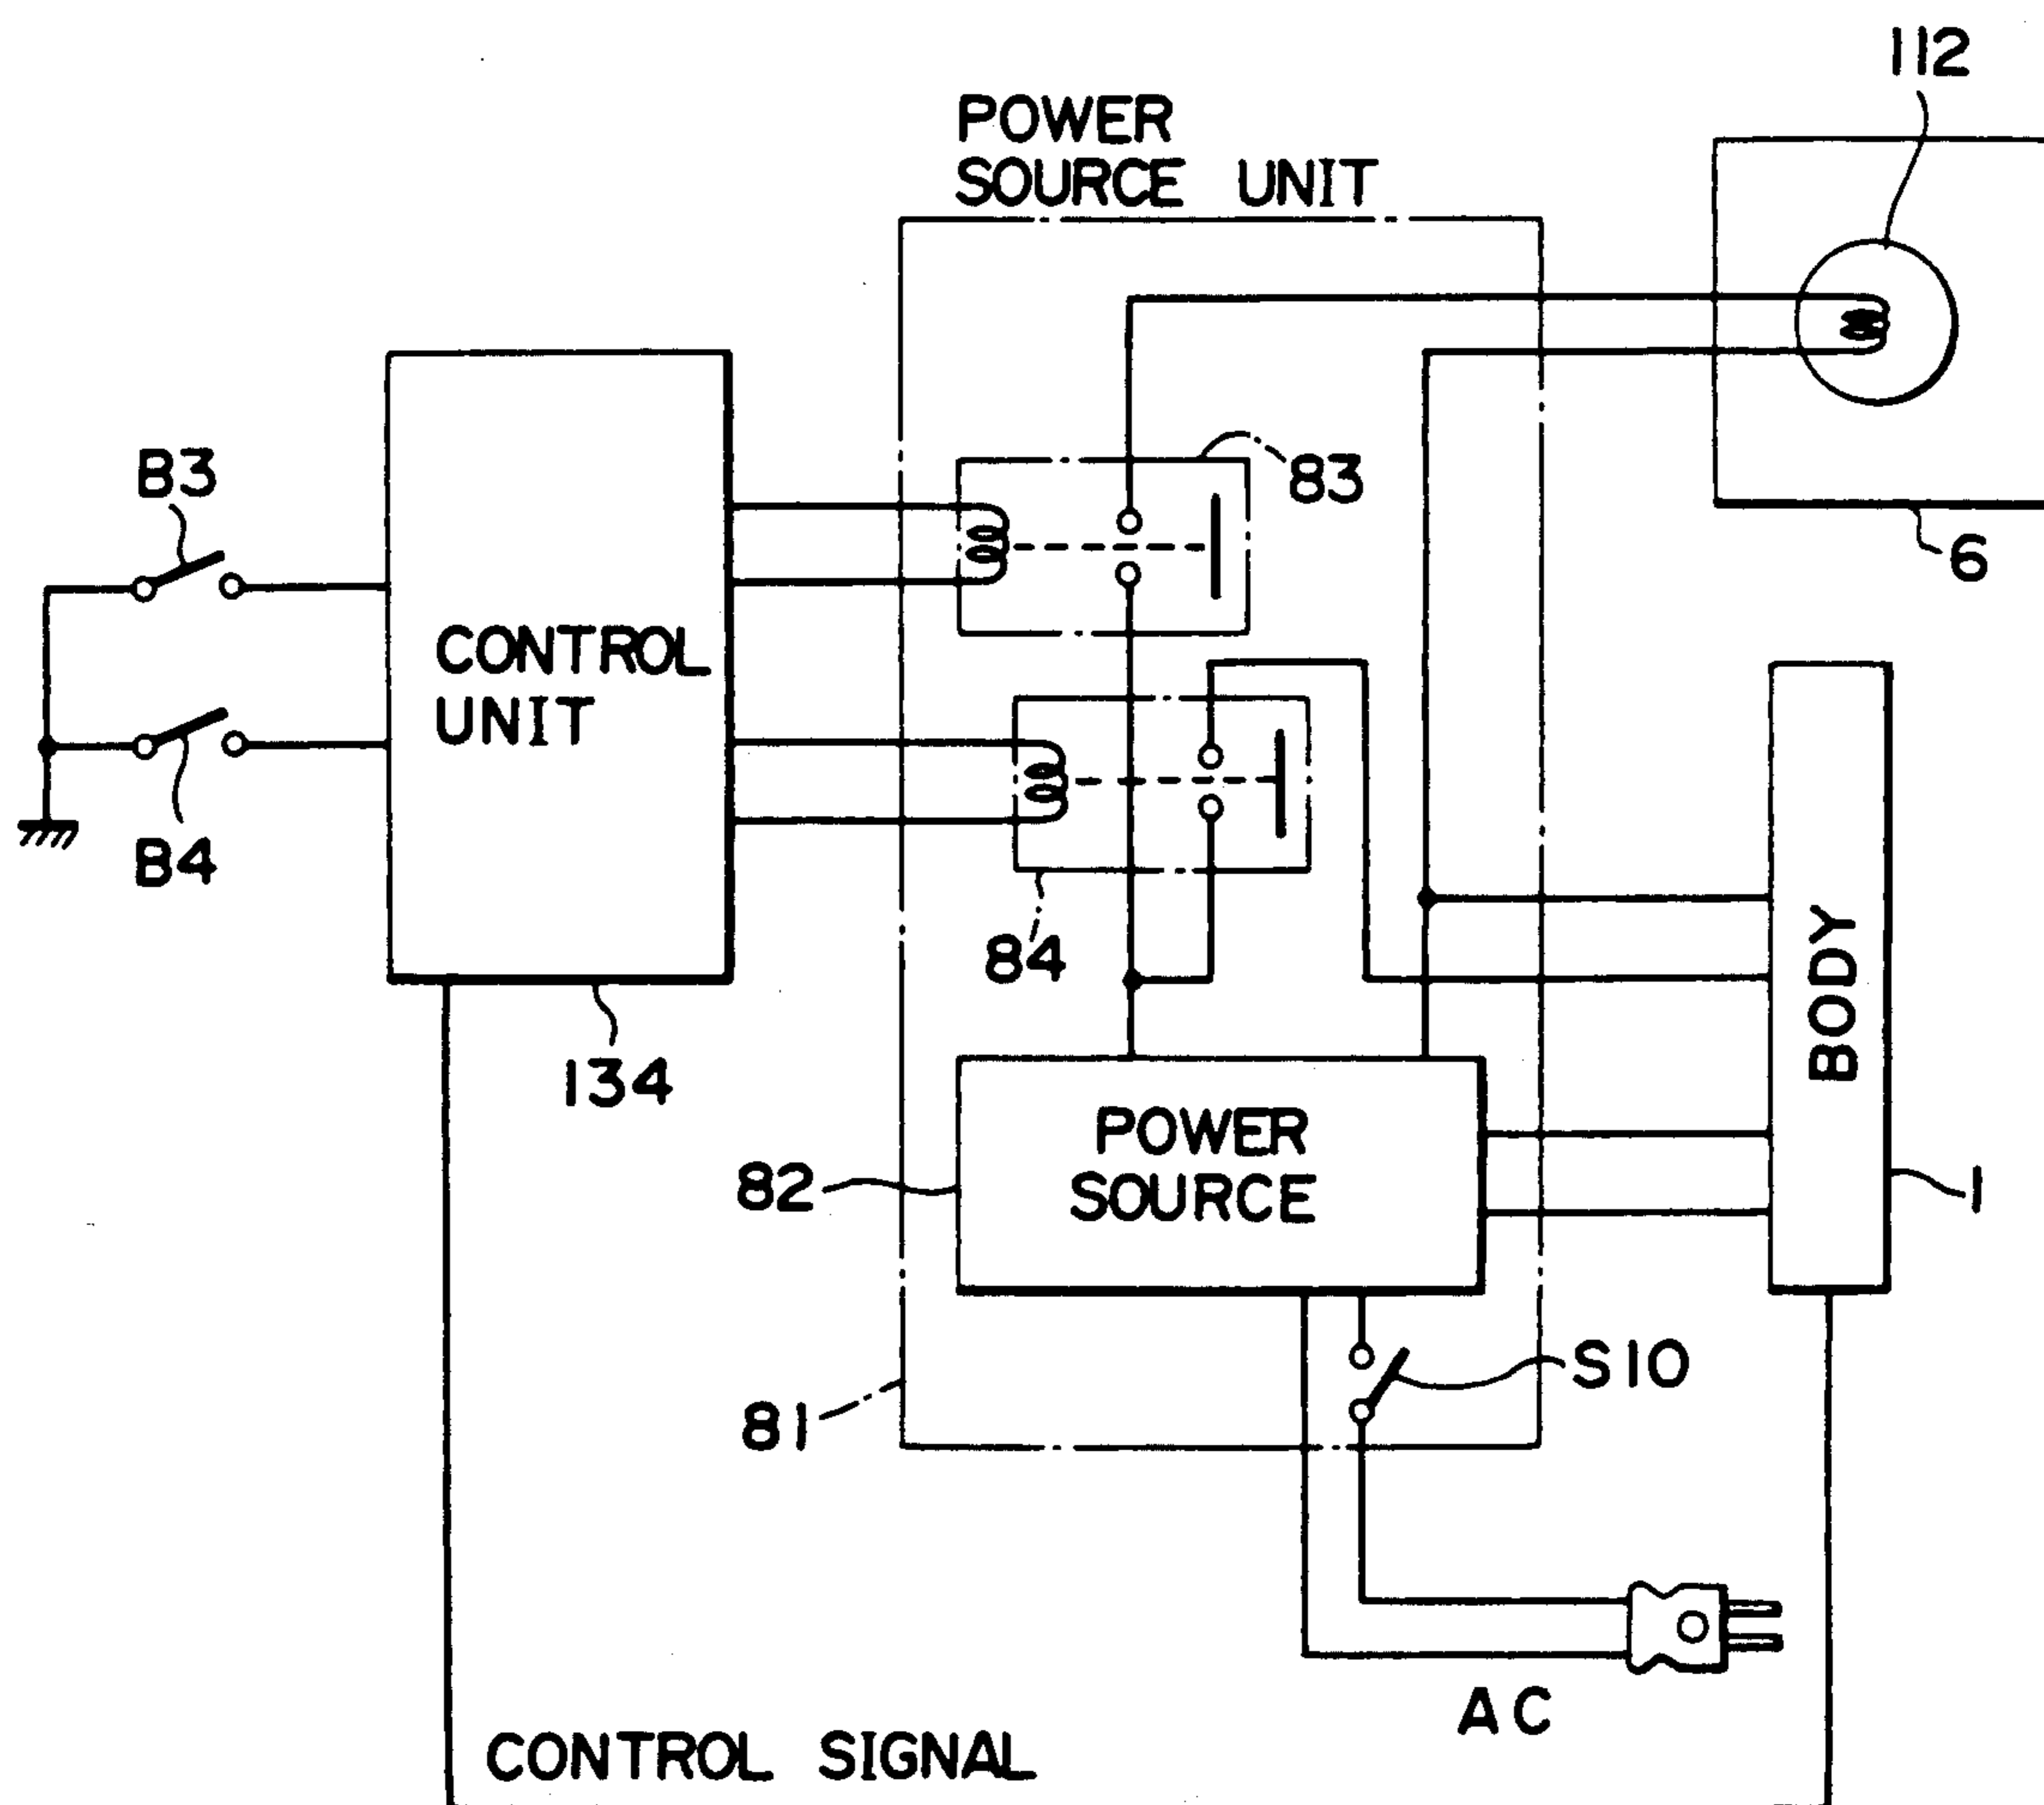 112
POWER
SOURCE UNIT
B3
83
6
CONTROL
UNIT
B4
84
BODY
134
POWER
SOURCE
82
1
S10
81
AC
CONTROL SIGNAL